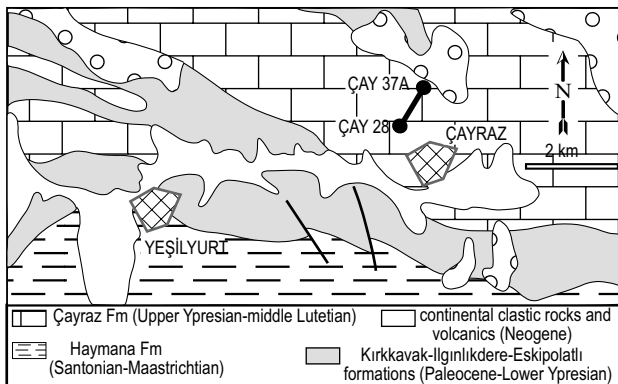 ÇAY 37A
N
ÇAY 28
ÇAYRAZ
2 km
YEŞİLYURT
Çayraz Fm (Upper Ypresian-middle Lutetian)
continental clastic rocks and
volcanics (Neogene)
Haymana Fm
(Santonian-Maastrichtian)
Kırkkavak-Ilgınlıkdere-Eskipolatlı
formations (Paleocene-Lower Ypresian)